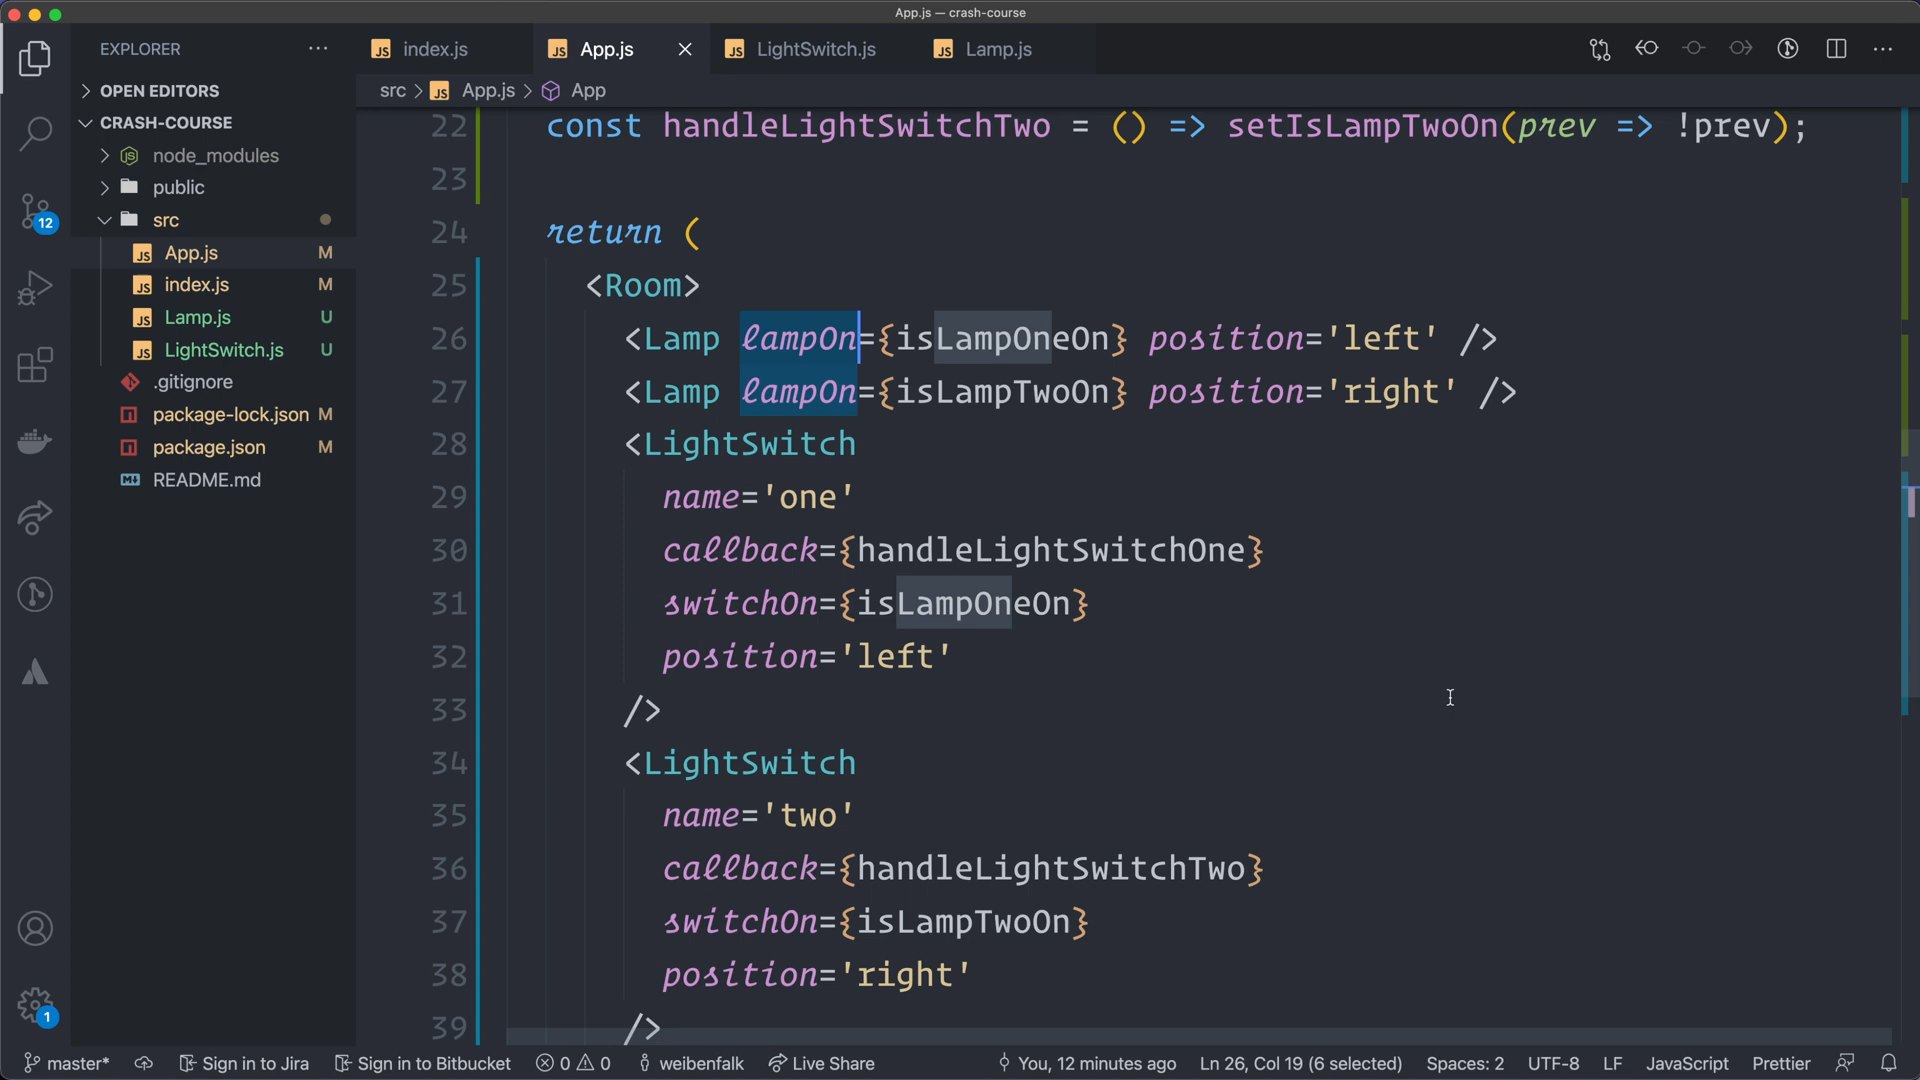 App.js — crash-course
EXPLORER
index.js
App.js
LightSwitch.js
Lamp.js
OPEN EDITORS
src > App.js > App
CRASH-COURSE
node_modules
public
src
App.js M
index.js M
Lamp.js U
LightSwitch.js U
.gitignore
package-lock.json M
package.json M
README.md
12
1
22 const handleLightSwitchTwo = () => setIsLampTwoOn(prev => !prev);
23
24 return (
25 <Room>
26 <Lamp lampOn={isLampOneOn} position='left' />
27 <Lamp lampOn={isLampTwoOn} position='right' />
28 <LightSwitch
29 name='one'
30 callback={handleLightSwitchOne}
31 switchOn={isLampOneOn}
32 position='left'
33 />
34 <LightSwitch
35 name='two'
36 callback={handleLightSwitchTwo}
37 switchOn={isLampTwoOn}
38 position='right'
39 />
master* Sign in to Jira Sign in to Bitbucket 0 0 weibenfalk Live Share You, 12 minutes ago Ln 26, Col 19 (6 selected) Spaces: 2 UTF-8 LF JavaScript Prettier